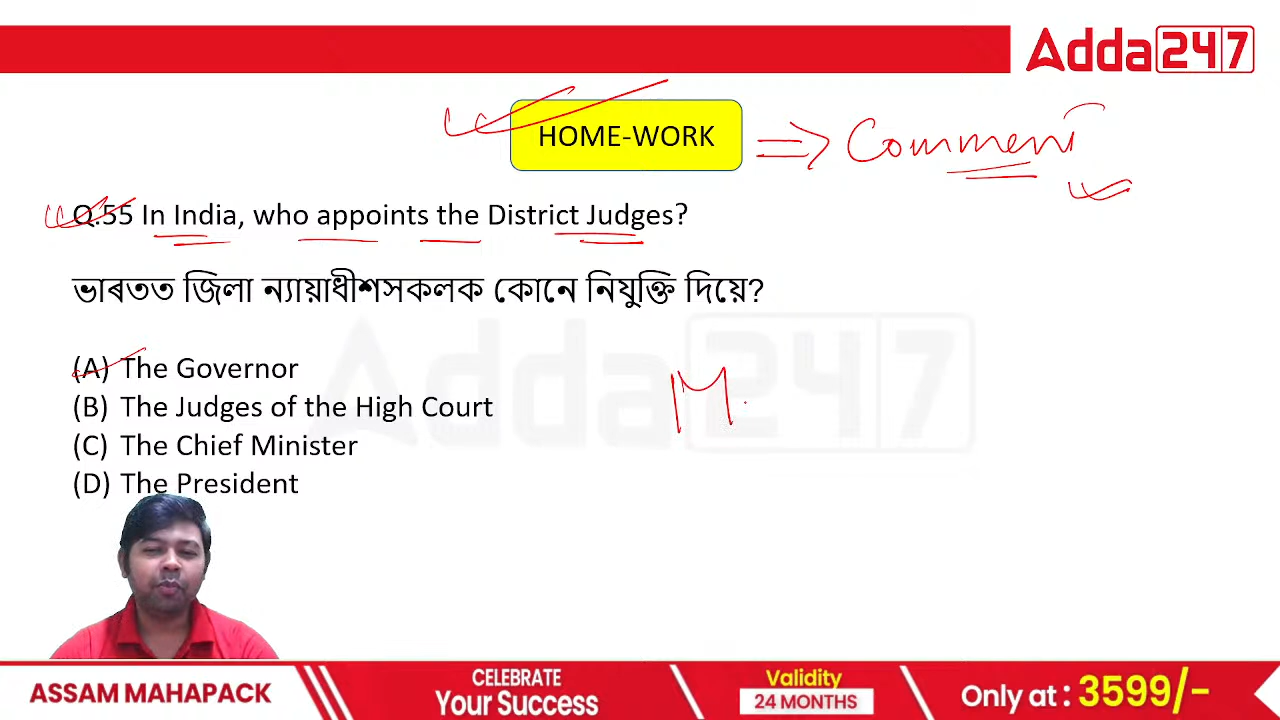 Adda247
HOME-WORK
Comment
Q.55 In India, who appoints the District Judges?
ভাৰতত জিলা ন্যায়াধীশসকলক কোনে নিযুক্তি দিয়ে?
(A) The Governor
(B) The Judges of the High Court
(C) The Chief Minister
(D) The President
Adda247
M
ASSAM MAHAPACK
CELEBRATE
Your Success
Validity
24 MONTHS
Only at : 3599/-